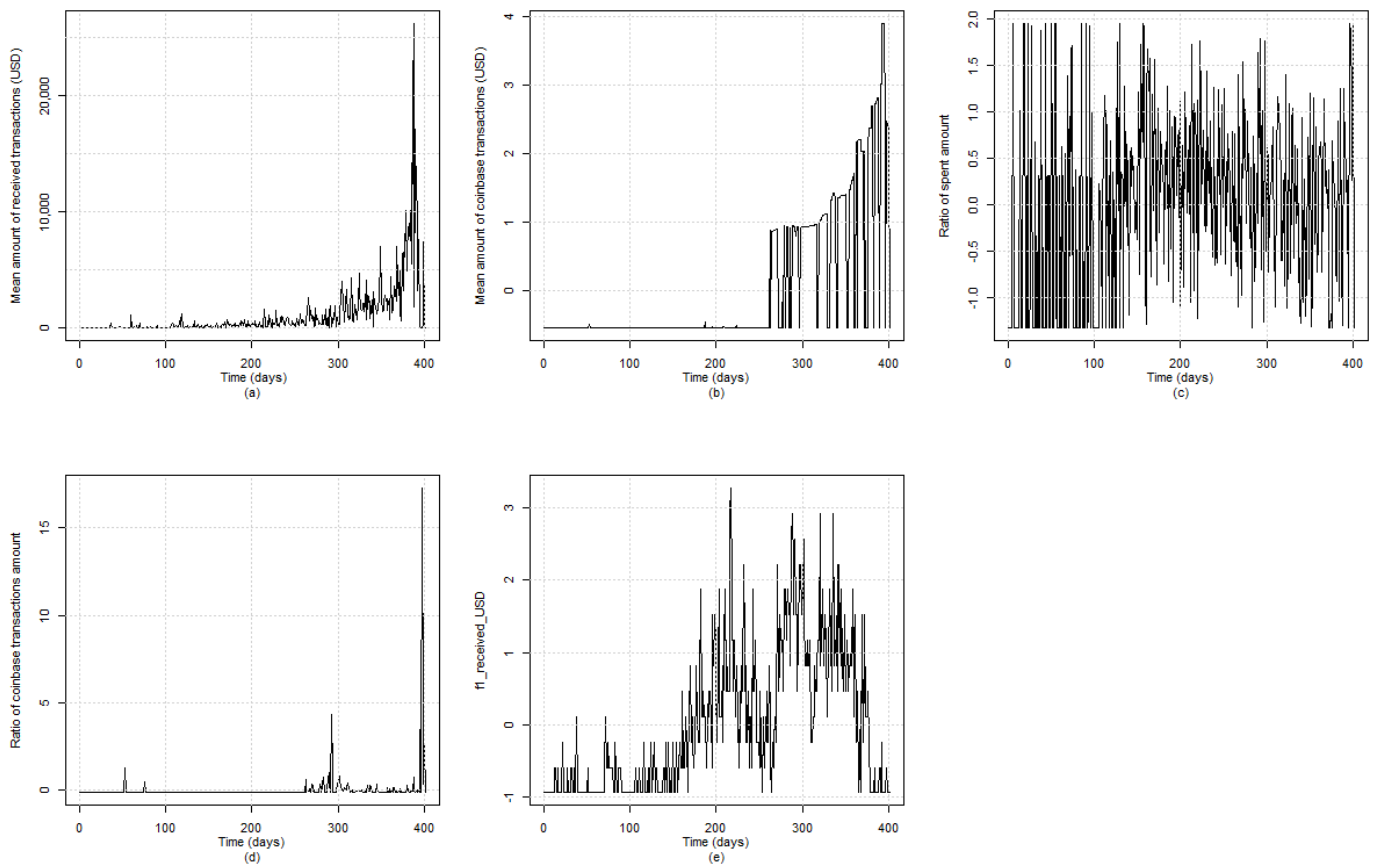 Mean amount of received transactions (USD)
20,000
10,000
0
0 100 200 300 400
Time (days)
(a)
Mean amount of coinbase transactions (USD)
4
3
2
1
0
0 100 200 300 400
Time (days)
(b)
Ratio of spent amount
2.0
1.5
1.0
0.5
0.0
-0.5
-1.0
0 100 200 300 400
Time (days)
(c)
Ratio of coinbase transactions amount
15
10
5
0
0 100 200 300 400
Time (days)
(d)
f1_received_USD
3
2
1
0
-1
0 100 200 300 400
Time (days)
(e)